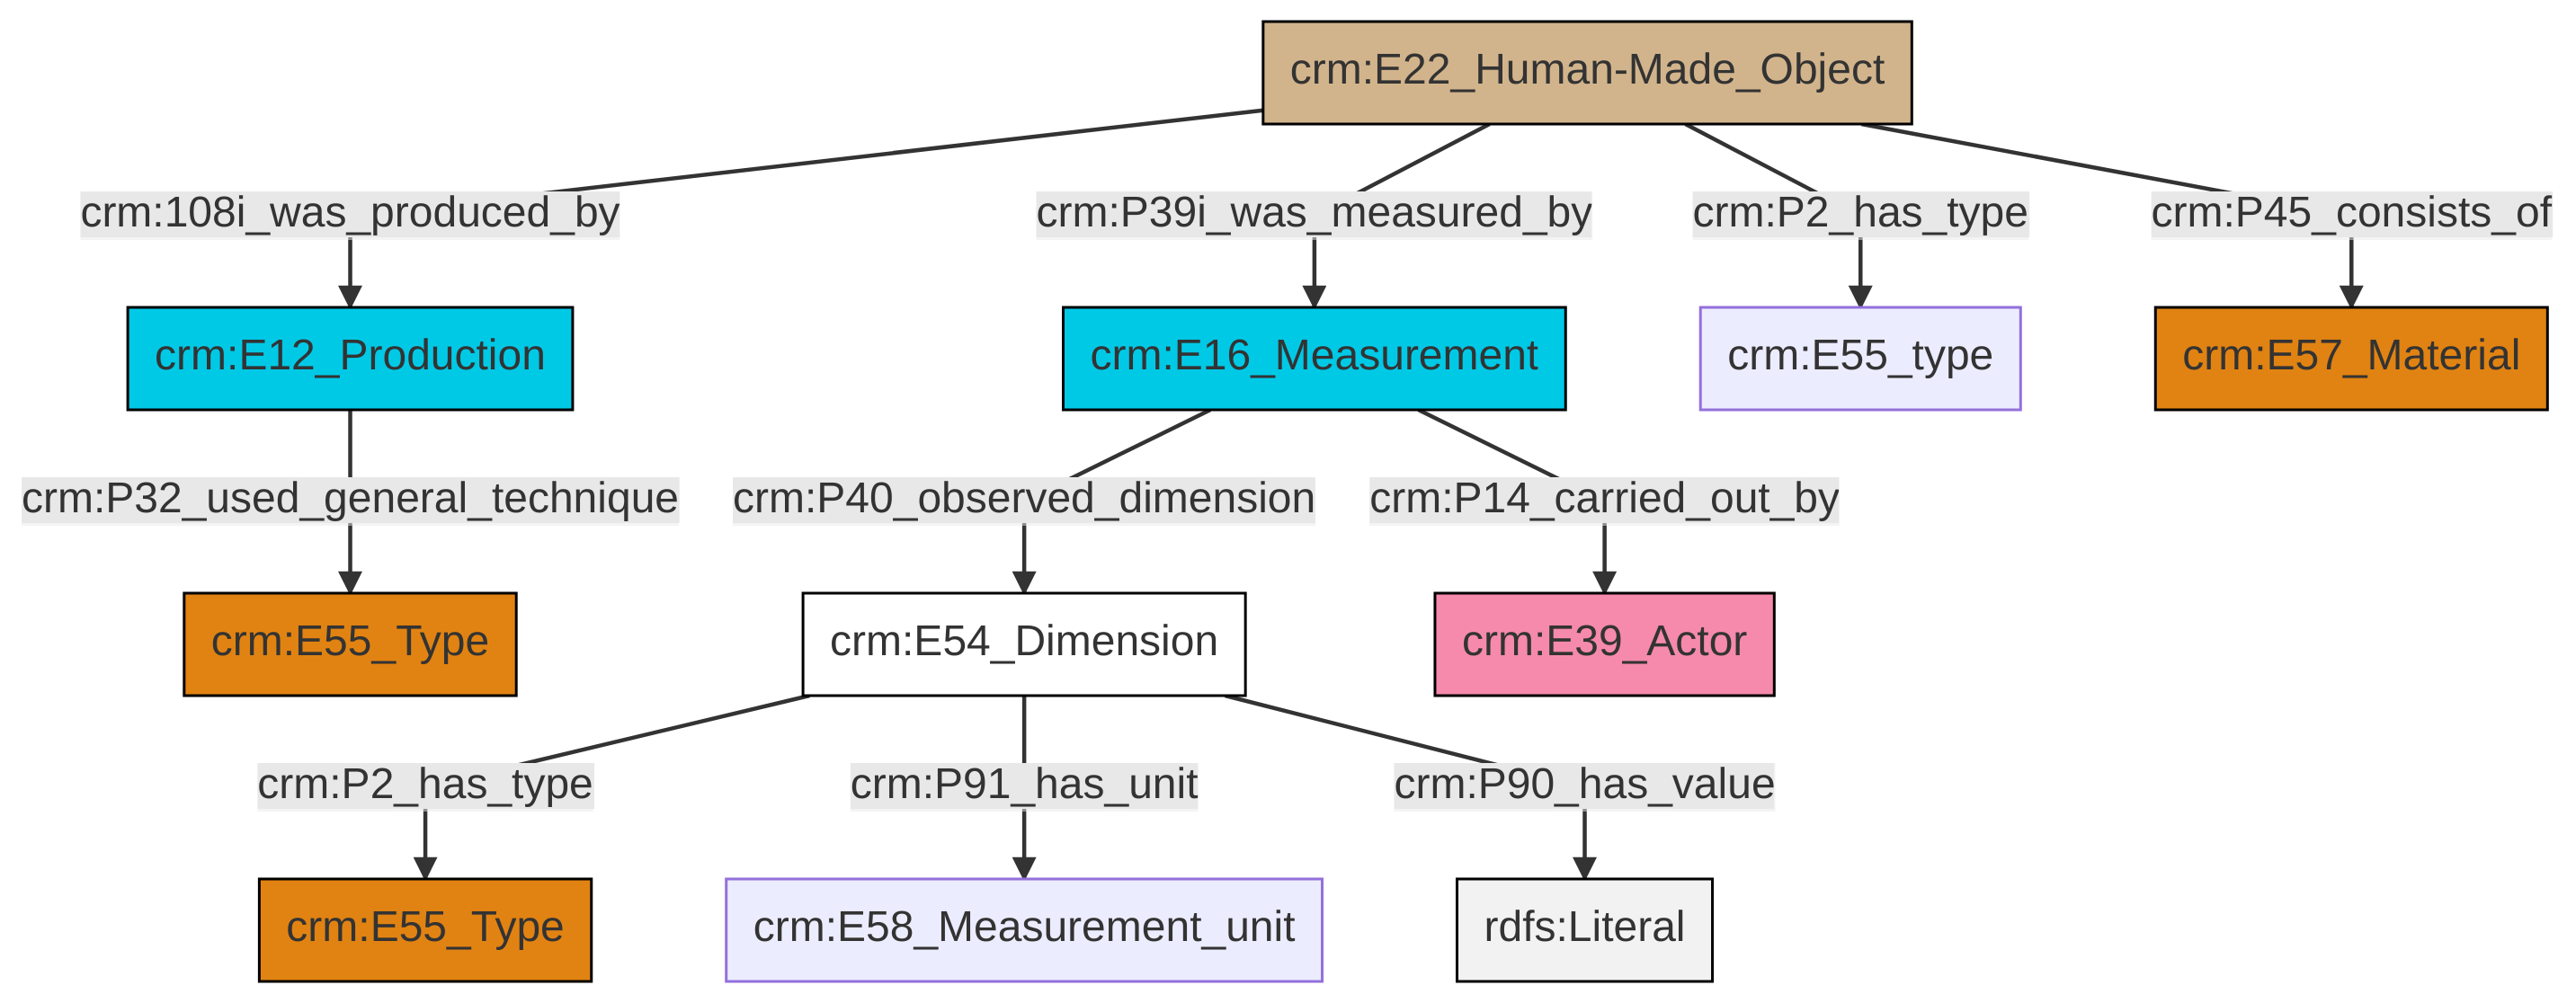 crm:E22_Human-Made_Object
crm:108i_was_produced_by
crm:P39i_was_measured_by
crm:P2_has_type
crm:P45_consists_of
crm:E12_Production
crm:E16_Measurement
crm:E55_type
crm:E57_Material
crm:P32_used_general_technique
crm:P40_observed_dimension
crm:P14_carried_out_by
crm:E55_Type
crm:E54_Dimension
crm:E39_Actor
crm:P2_has_type
crm:P91_has_unit
crm:P90_has_value
crm:E55_Type
crm:E58_Measurement_unit
rdfs:Literal